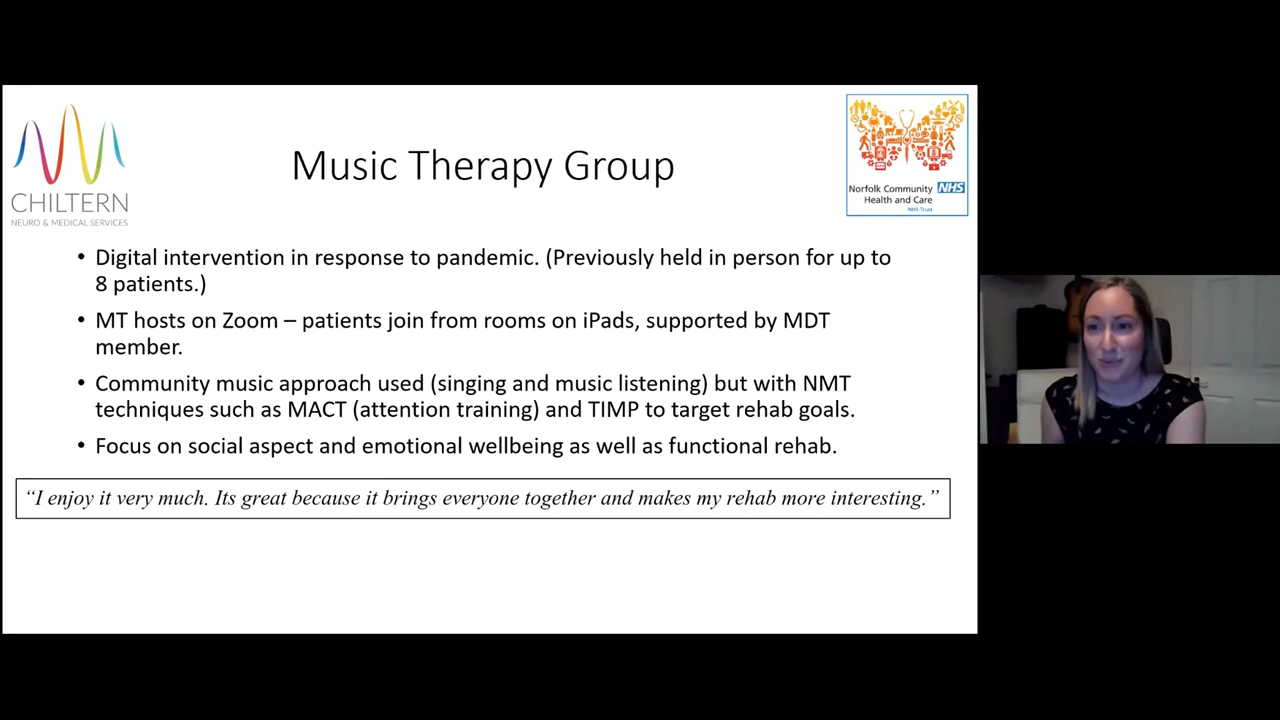 CHILTERN
NEURO & MEDICAL SERVICES
Music Therapy Group
Norfolk Community NHS
Health and Care
NHS Trust
• Digital intervention in response to pandemic. (Previously held in person for up to
8 patients.)
• MT hosts on Zoom – patients join from rooms on iPads, supported by MDT
member.
• Community music approach used (singing and music listening) but with NMT
techniques such as MACT (attention training) and TIMP to target rehab goals.
• Focus on social aspect and emotional wellbeing as well as functional rehab.
“I enjoy it very much. Its great because it brings everyone together and makes my rehab more interesting.”